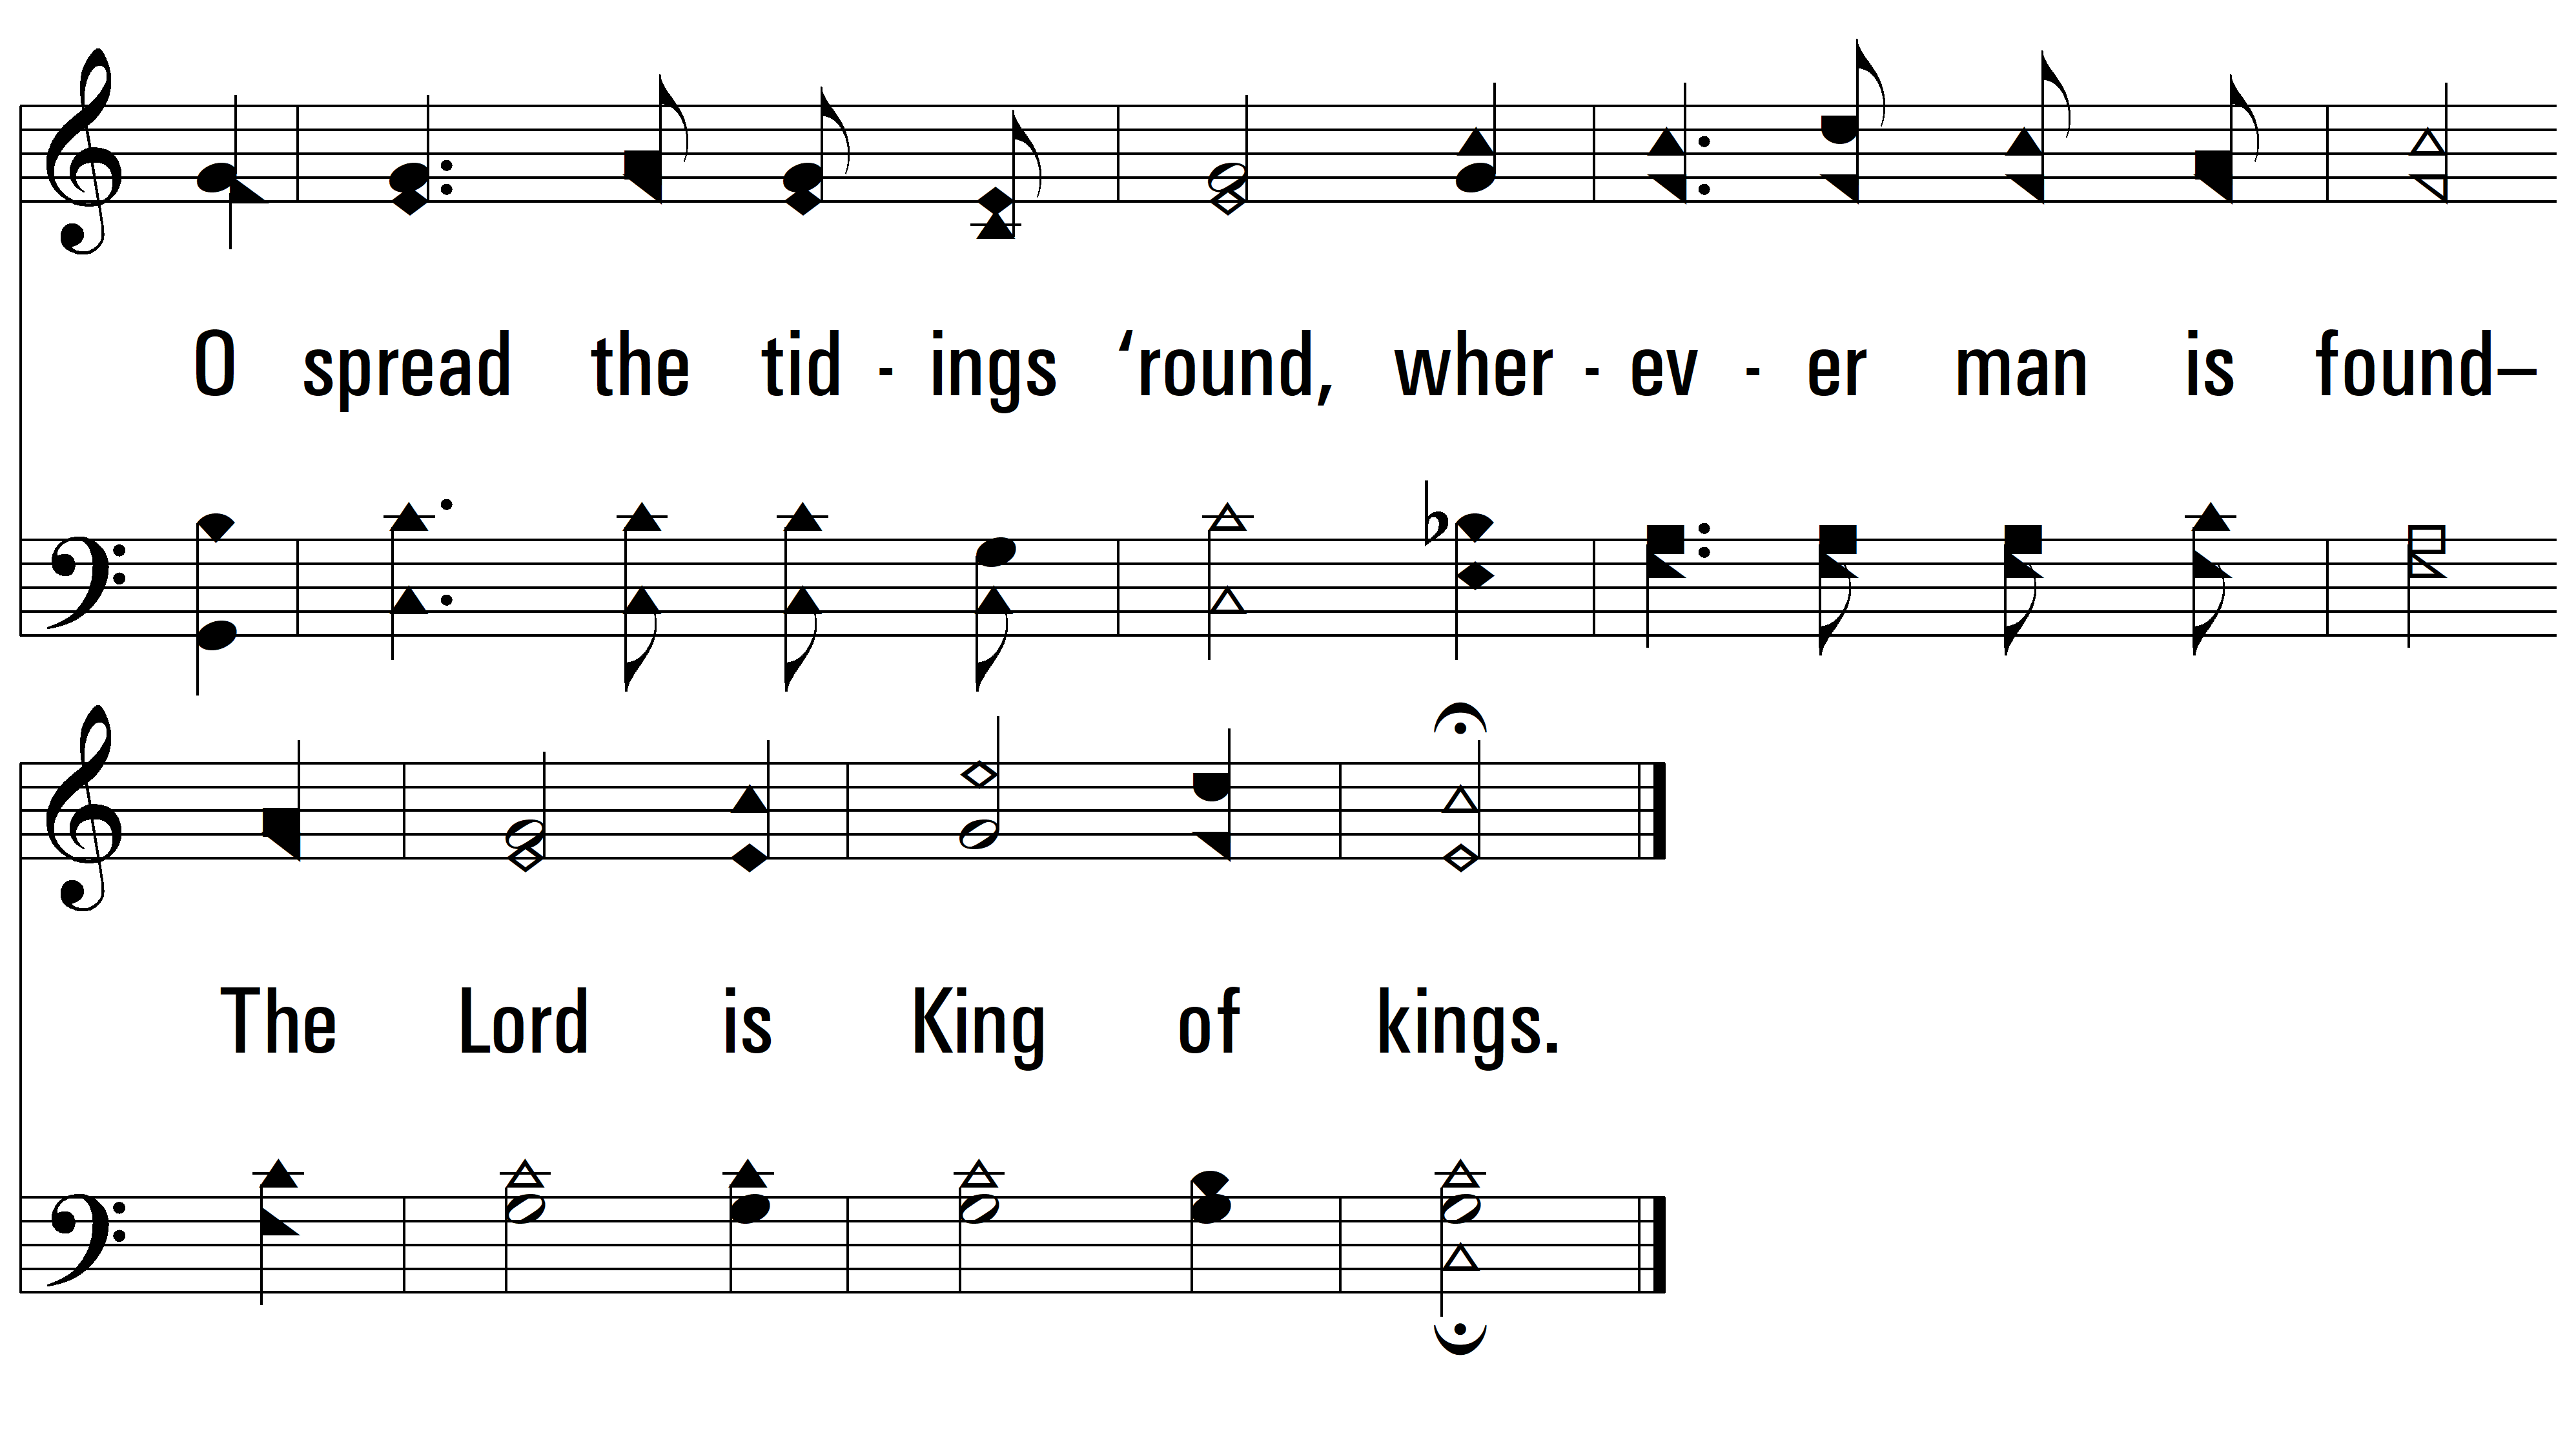 O spread the tid - ings ‘round, wher - ev - er man is found–
The Lord is King of kings.